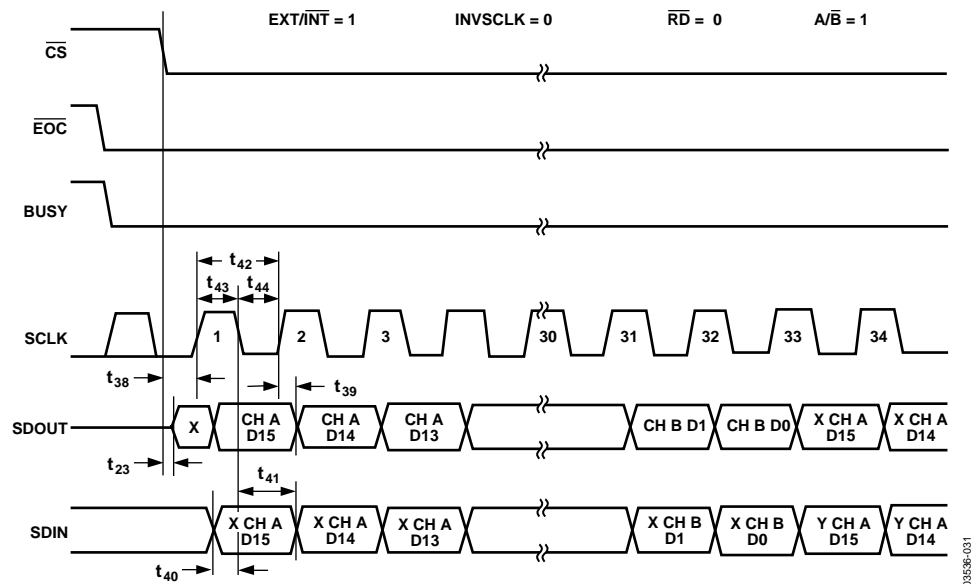 EXT/INT = 1 INVSCLK = 0 RD = 0 A/B = 1
CS
EOC
BUSY
t42
t43 t44
SCLK 1 2 3 30 31 32 33 34
t38 t39
SDOUT X CH A D15 CH A D14 CH A D13 CH B D1 CH B D0 X CH A D15 X CH A D14
t23 t41
SDIN X CH A D15 X CH A D14 X CH A D13 X CH B D1 X CH B D0 Y CH A D15 Y CH A D14
t40
03536-031